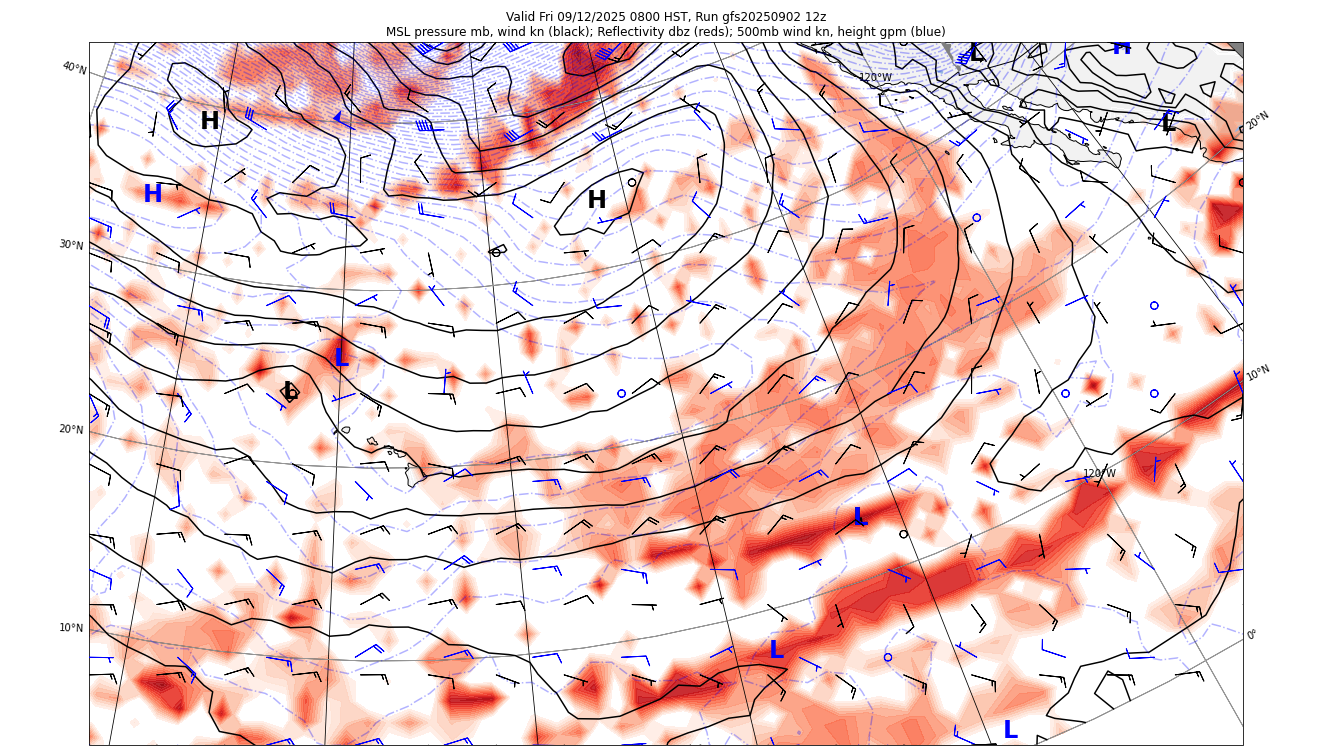 Valid Fri 09/12/2025 0800 HST, Run gfs20250902 12z
MSL pressure mb, wind kn (black); Reflectivity dbz (reds); 500mb wind kn, height gpm (blue)
L
H
40°N
120°W
H
L
20°N
H
H
30°N
L
L
10°N
20°N
120°W
L
10°N
0°
L
L